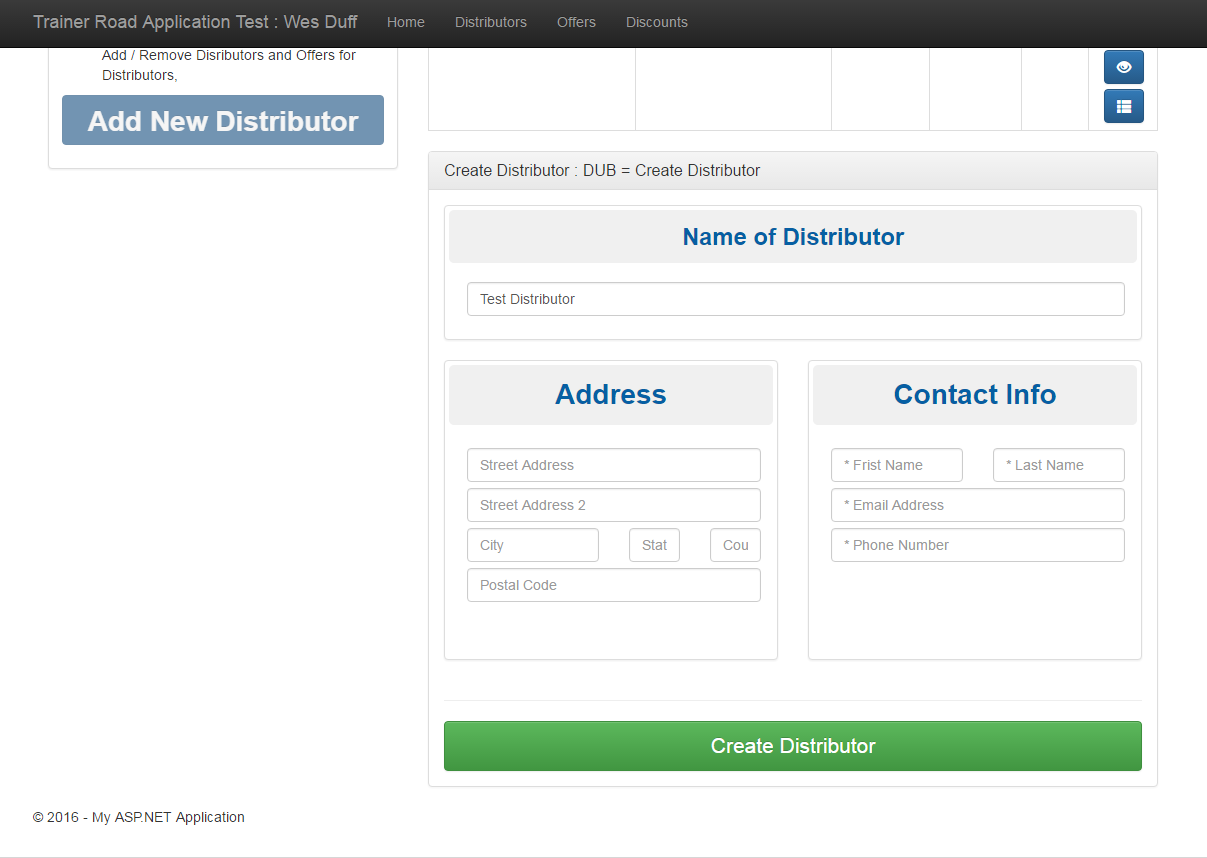 Trainer Road Application Test : Wes Duff Home Distributors Offers Discounts
Add / Remove Disributors and Offers for
Distributors,
Add New Distributor
Create Distributor : DUB = Create Distributor
Name of Distributor
Test Distributor
Address
Street Address
Street Address 2
City Stat Cou
Postal Code
Contact Info
* Frist Name * Last Name
* Email Address
* Phone Number
Create Distributor
© 2016 - My ASP.NET Application